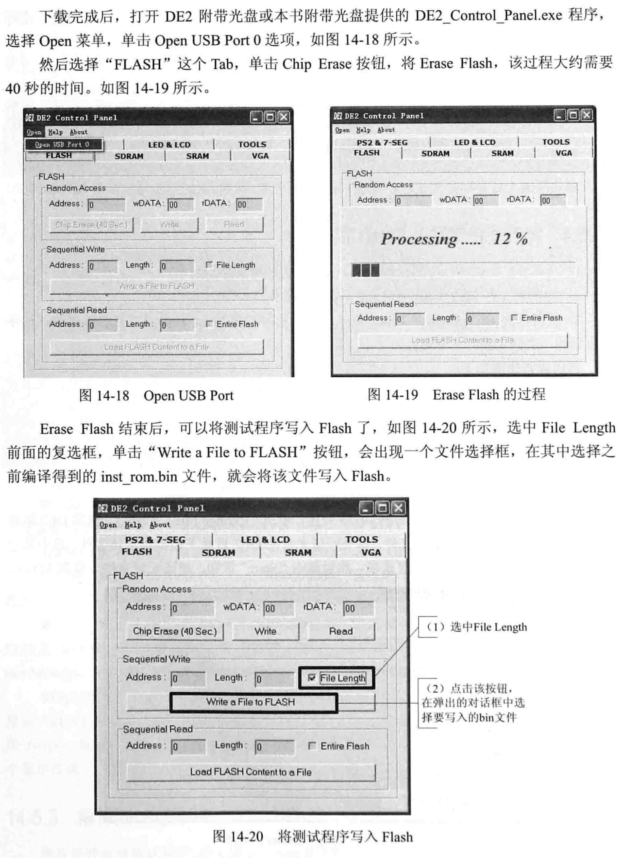 下载完成后，打开 DE2 附带光盘或本书附带光盘提供的 DE2_Control_Panel.exe 程序，
选择 Open 菜单，单击 Open USB Port 0 选项，如图 14-18 所示。
然后选择“FLASH”这个 Tab，单击 Chip Erase 按钮，将 Erase Flash，该过程大约需要
40 秒的时间。如图 14-19 所示。
DE2 Control Panel
Open Help About
Open USB Port 0
LED & LCD
TOOLS
FLASH
SDRAM
SRAM
VGA
FLASH
Random Access
Address: 0 wDATA: 00 rDATA: 00
Chip Erase (40 Sec.) Write Read
Sequential Write
Address: 0 Length: 0 File Length
Write a File to FLASH
Sequential Read
Address: 0 Length: 0 Entire Flash
Load FLASH Content to a File
图 14-18 Open USB Port
DE2 Control Panel
Open Help About
PS2 & 7-SEG LED & LCD TOOLS
FLASH SDRAM SRAM VGA
FLASH
Random Access
Address: 0 wDATA: 00 rDATA: 00
Processing ..... 12 %
Sequential Read
Address: 0 Length: 0 Entire Flash
Load FLASH Content to a File
图 14-19 Erase Flash 的过程
Erase Flash 结束后，可以将测试程序写入 Flash 了，如图 14-20 所示，选中 File Length
前面的复选框，单击“Write a File to FLASH”按钮，会出现一个文件选择框，在其中选择之
前编译得到的 inst_rom.bin 文件，就会将该文件写入 Flash。
DE2 Control Panel
Open Help About
PS2 & 7-SEG LED & LCD TOOLS
FLASH SDRAM SRAM VGA
FLASH
Random Access
Address: 0 wDATA: 00 rDATA: 00
Chip Erase (40 Sec.) Write Read
Sequential Write
Address: 0 Length: 0 File Length
Write a File to FLASH
Sequential Read
Address: 0 Length: 0 Entire Flash
Load FLASH Content to a File
（1）选中File Length
（2）点击该按钮，
在弹出的对话框中选
择要写入的bin文件
图 14-20 将测试程序写入 Flash